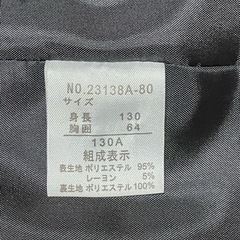 NO.23138A-80
サイズ
身長 130
胸囲 64
130A
組成表示
表生地 ポリエステル 95%
レーヨン 5%
裏生地 ポリエステル100%